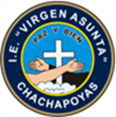 I.E. "VIRGEN ASUNTA"
PAZ Y BIEN
CHACHAPOYAS